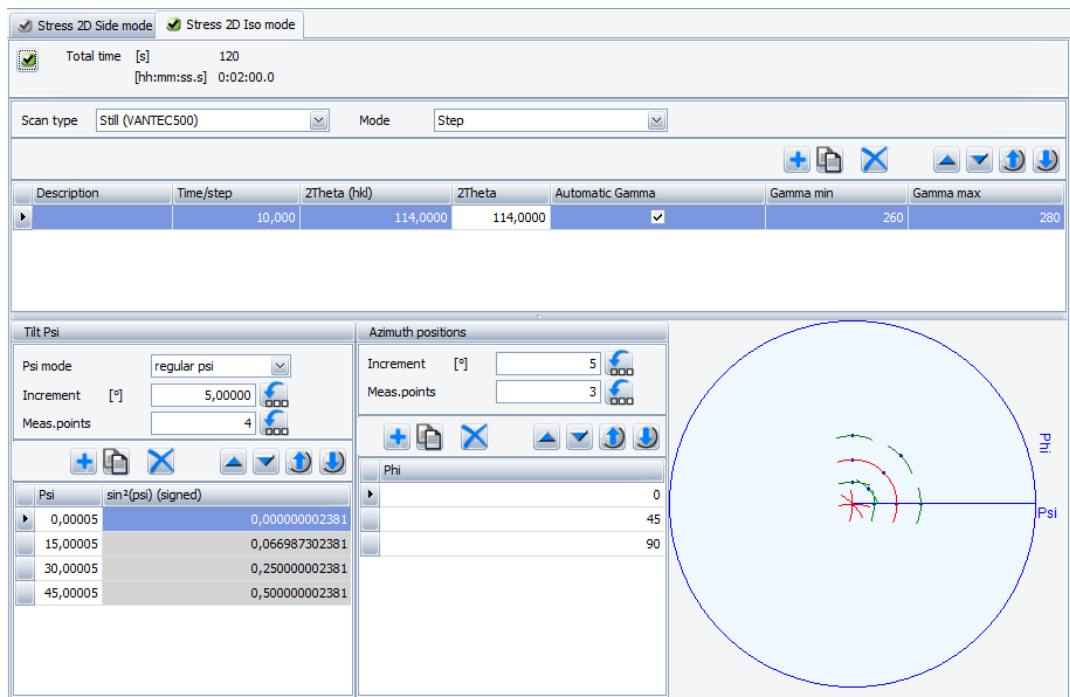 Stress 2D Side mode Stress 2D Iso mode
Total time [s] 120
[hh:mm:ss.s] 0:02:00.0
Scan type Still (VANTEC500) Mode Step
Description Time/step 2Theta (hkl) 2Theta Automatic Gamma Gamma min Gamma max
10,000 114,0000 114,0000 260 280
Tilt Psi
Psi mode regular psi
Increment [°] 5,00000
Meas.points 4
Psi sin²(psi) (signed)
0,00005 0,000000002381
15,00005 0,066987302381
30,00005 0,250000002381
45,00005 0,500000002381
Azimuth positions
Increment [°] 5
Meas.points 3
Phi
0
45
90
Phi
Psi